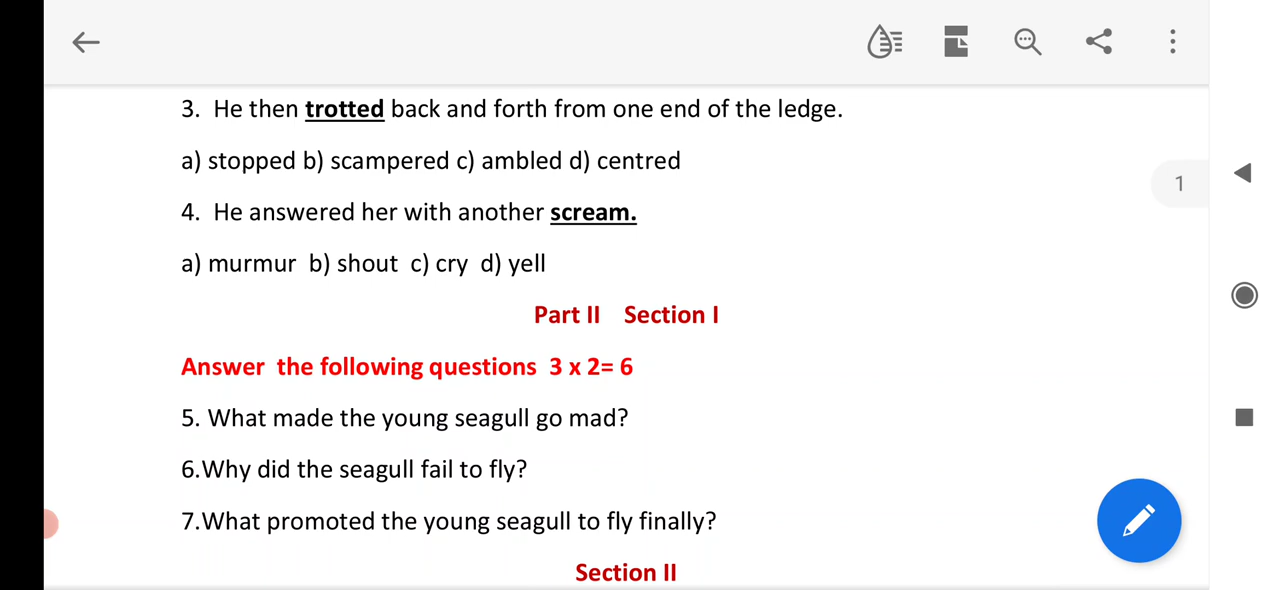 3. He then trotted back and forth from one end of the ledge.
a) stopped b) scampered c) ambled d) centred
1
4. He answered her with another scream.
a) murmur b) shout c) cry d) yell
Part II Section I
Answer the following questions 3 x 2= 6
5. What made the young seagull go mad?
6.Why did the seagull fail to fly?
7.What promoted the young seagull to fly finally?
Section II